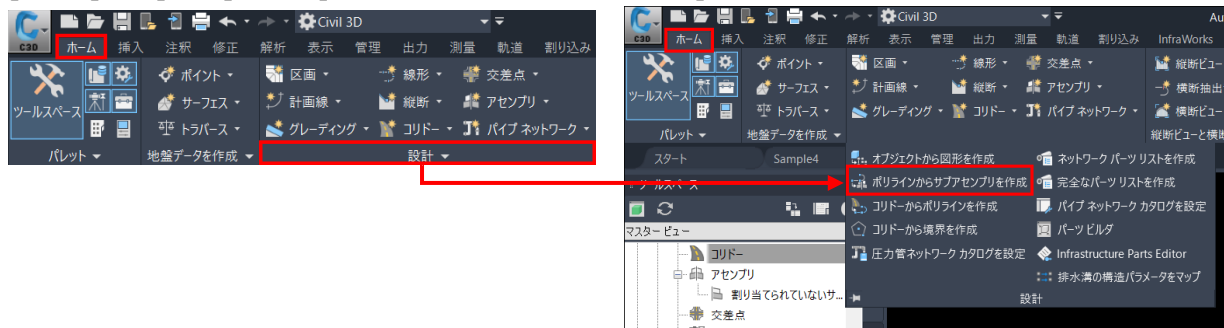 Civil 3D
C3D
ホーム 挿入 注釈 修正 解析 表示 管理 出力 測量 軌道 割り込み
ツールスペース
ポイント
サーフェス
トラバース
区画 線形 交差点
計画線 縦断 アセンブリ
グレーディング コリドー パイプ ネットワーク
パレット 地盤データを作成 設計
Civil 3D Au
C3D
ホーム 挿入 注釈 修正 解析 表示 管理 出力 測量 軌道 割り込み InfraWorks
ツールスペース
ポイント
サーフェス
トラバース
区画 線形 交差点 縦断ビュー
計画線 縦断 アセンブリ 横断抽出
グレーディング コリドー パイプ ネットワーク 横断ビュー
パレット 地盤データを作成 縦断ビューと横断
スタート Sample4
ツールスペース
マスター ビュー
コリドー
アセンブリ
割り当てられていないサ...
交差点
オブジェクトから図形を作成 ネットワーク パーツ リストを作成
ポリラインからサブアセンブリを作成 完全なパーツ リストを作成
コリドーからポリラインを作成 パイプ ネットワーク カタログを設定
コリドーから境界を作成 パーツ ビルダ
圧力管ネットワーク カタログを設定 Infrastructure Parts Editor
排水溝の構造パラメータをマップ
設計